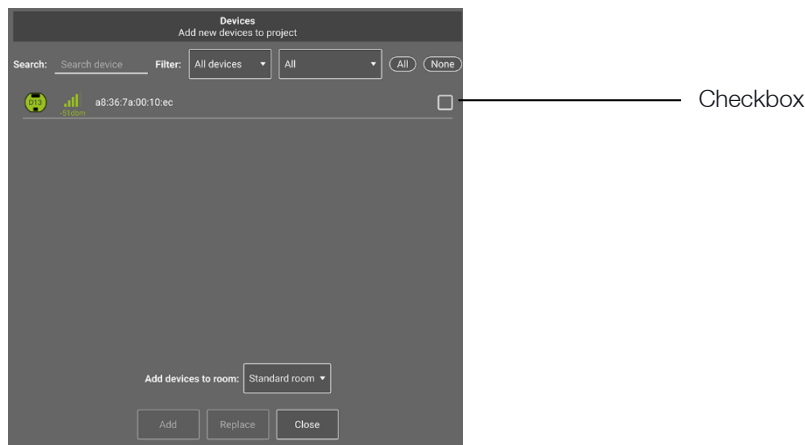 Devices
Add new devices to project
Search: Search device Filter: All devices All All None
D13 -51dbm a8:36:7a:00:10:ec
Checkbox
Add devices to room: Standard room
Add Replace Close